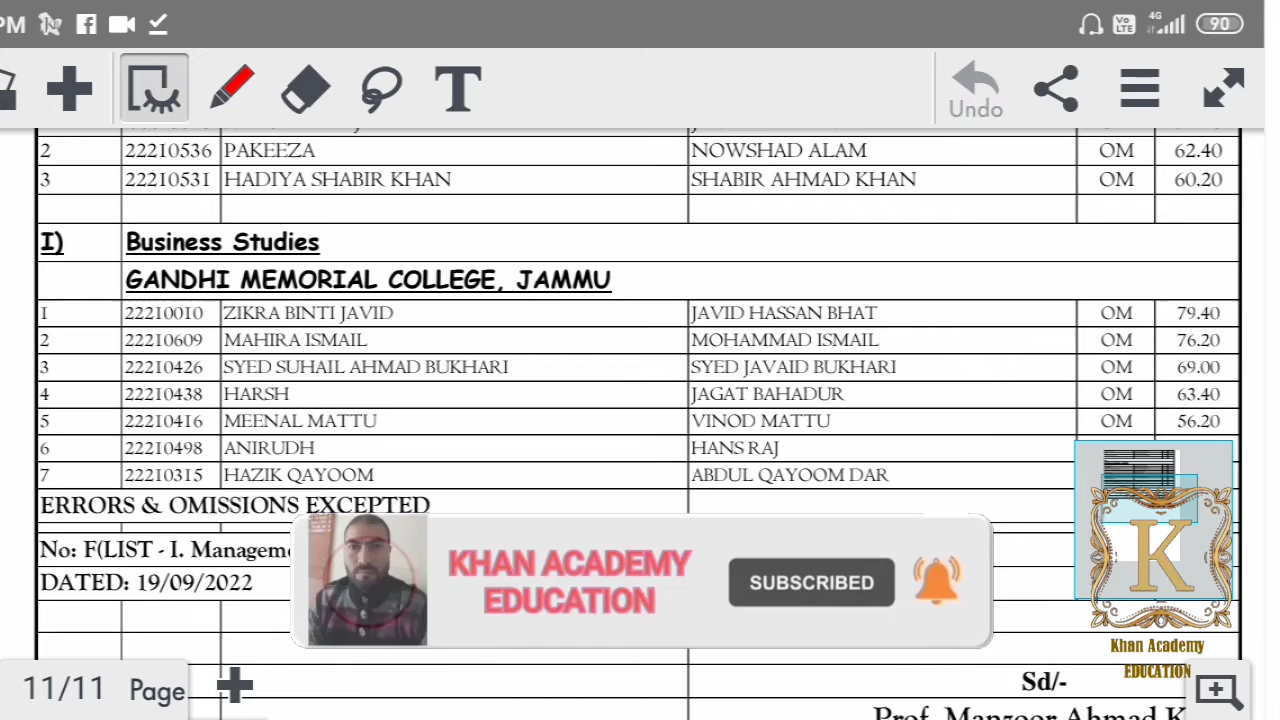 PM 4G Vo LTE 90
T Undo
2 22210536 PAKEEZA NOWSHAD ALAM OM 62.40
3 22210531 HADIYA SHABIR KHAN SHABIR AHMAD KHAN OM 60.20
I) Business Studies
GANDHI MEMORIAL COLLEGE, JAMMU
1 22210010 ZIKRA BINTI JAVID JAVID HASSAN BHAT OM 79.40
2 22210609 MAHIRA ISMAIL MOHAMMAD ISMAIL OM 76.20
3 22210426 SYED SUHAIL AHMAD BUKHARI SYED JAVAID BUKHARI OM 69.00
4 22210438 HARSH JAGAT BAHADUR OM 63.40
5 22210416 MEENAL MATTU VINOD MATTU OM 56.20
6 22210498 ANIRUDH HANS RAJ
7 22210315 HAZIK QAYOOM ABDUL QAYOOM DAR
ERRORS & OMISSIONS EXCEPTED
No: F(LIST - I. Managem
DATED: 19/09/2022
KHAN ACADEMY
EDUCATION
SUBSCRIBED
K
Khan Academy
EDUCATION
11/11 Page
Sd/-
Prof. Manzoor Ahmad K